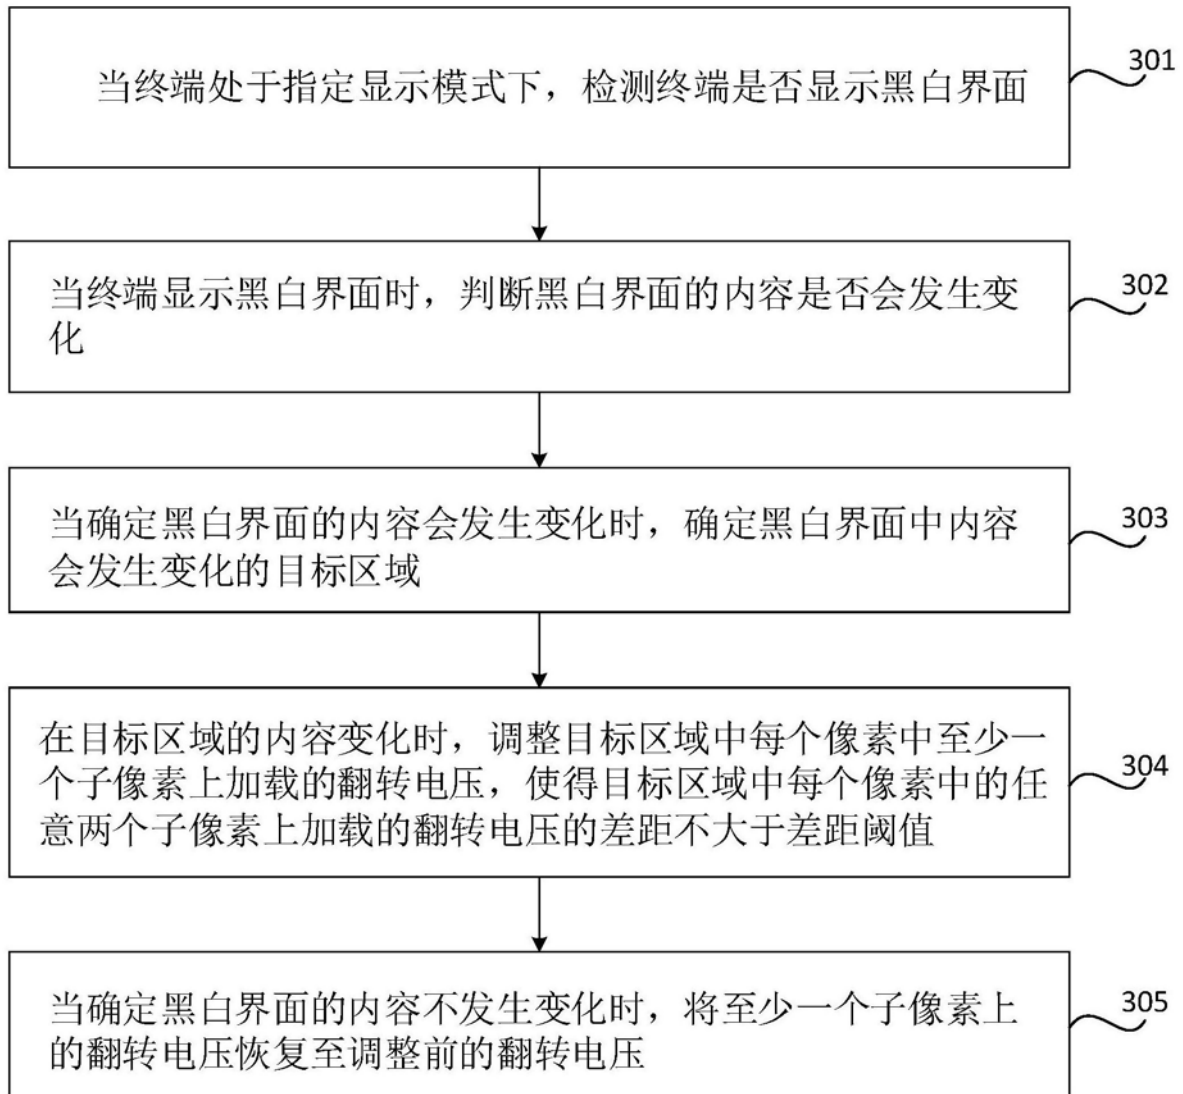 当终端处于指定显示模式下，检测终端是否显示黑白界面
301
当终端显示黑白界面时，判断黑白界面的内容是否会发生变
化
302
当确定黑白界面的内容会发生变化时，确定黑白界面中内容
会发生变化的目标区域
303
在目标区域的内容变化时，调整目标区域中每个像素中至少一
个子像素上加载的翻转电压，使得目标区域中每个像素中的任
意两个子像素上加载的翻转电压的差距不大于差距阈值
304
当确定黑白界面的内容不发生变化时，将至少一个子像素上
的翻转电压恢复至调整前的翻转电压
305